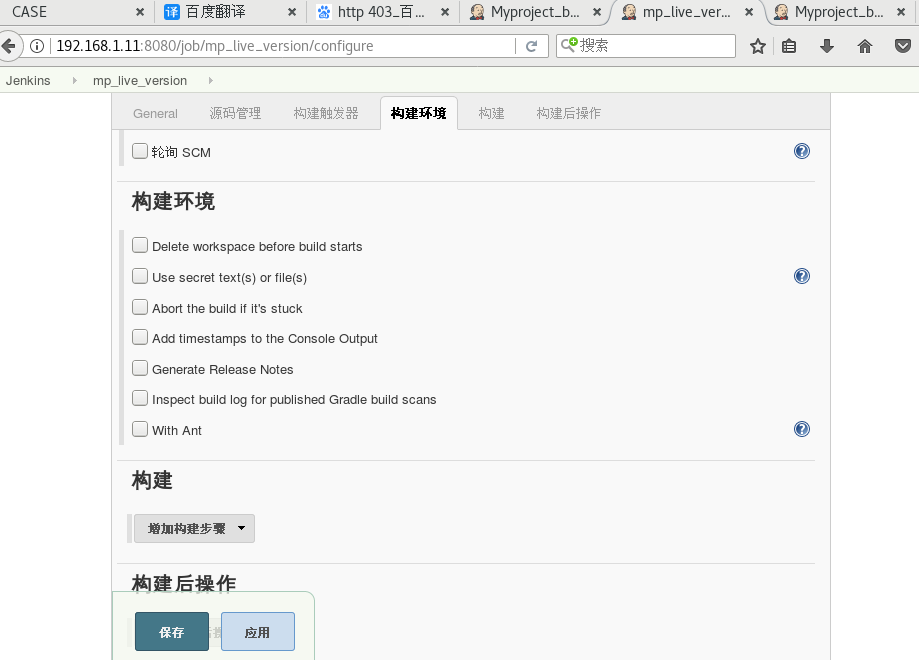 CASE
译 百度翻译
http 403_百...
Myproject_b...
mp_live_ver...
Myproject_b...
192.168.1.11:8080/job/mp_live_version/configure
搜索
Jenkins
mp_live_version
General
源码管理
构建触发器
构建环境
构建
构建后操作
轮询 SCM
构建环境
Delete workspace before build starts
Use secret text(s) or file(s)
Abort the build if it's stuck
Add timestamps to the Console Output
Generate Release Notes
Inspect build log for published Gradle build scans
With Ant
构建
增加构建步骤
构建后操作
保存
应用